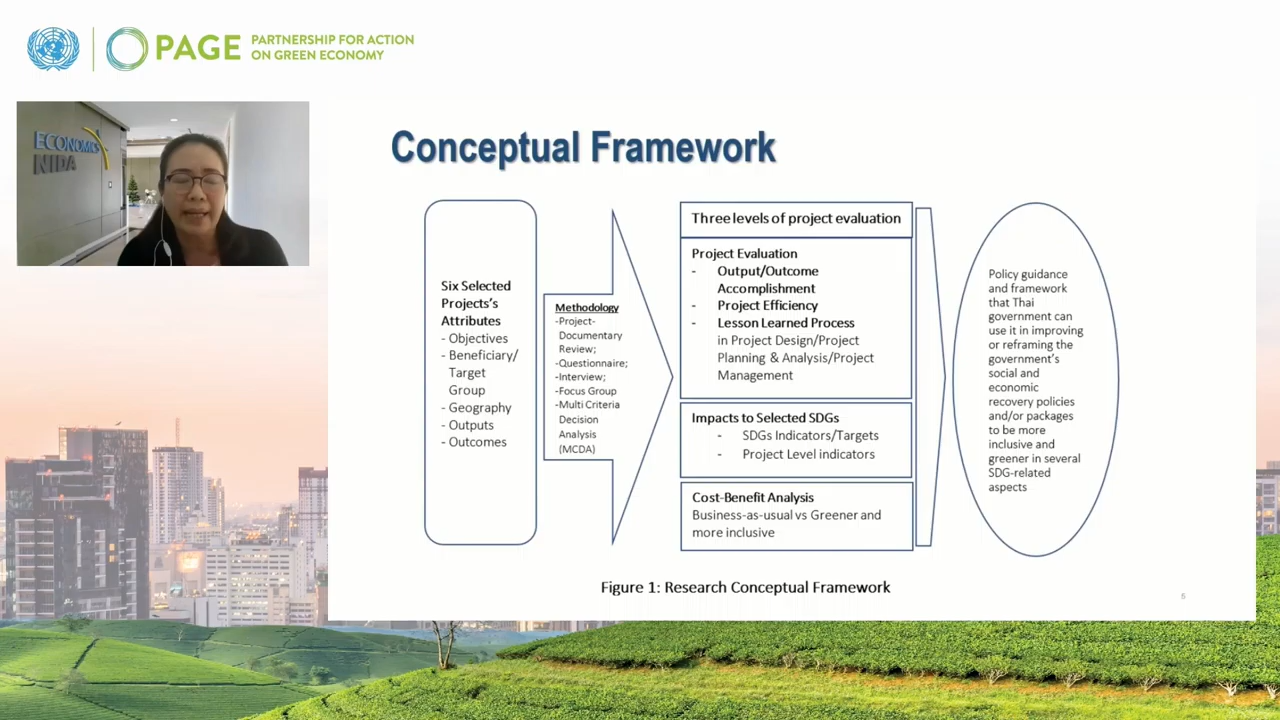 PAGE
PARTNERSHIP FOR ACTION
ON GREEN ECONOMY
ECONOMICS
NIDA
Conceptual Framework
Six Selected
Projects's
Attributes
- Objectives
- Beneficiary/
Target
Group
- Geography
- Outputs
- Outcomes
Methodology
-Project-
Documentary
Review;
-Questionnaire;
-Interview;
-Focus Group
-Multi Criteria
Decision
Analysis
(MCDA)
Three levels of project evaluation
Project Evaluation
- Output/Outcome
Accomplishment
- Project Efficiency
- Lesson Learned Process
in Project Design/Project
Planning & Analysis/Project
Management
Impacts to Selected SDGs
- SDGs Indicators/Targets
- Project Level indicators
Cost-Benefit Analysis
Business-as-usual vs Greener and
more inclusive
Policy guidance
and framework
that Thai
government can
use it in improving
or reframing the
government's
social and
economic
recovery policies
and/or packages
to be more
inclusive and
greener in several
SDG-related
aspects
Figure 1: Research Conceptual Framework